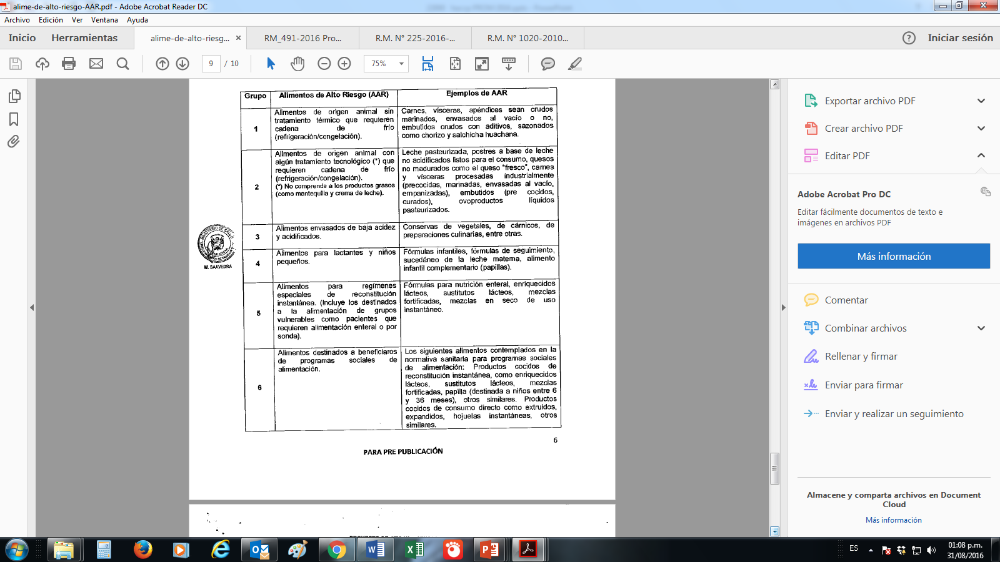 alime-de-alto-riesgo-AAR.pdf - Adobe Acrobat Reader DC
Archivo Edición Ver Ventana Ayuda
Inicio Herramientas alime-de-alto-riesg... × RM_491-2016 Pro... R.M. N° 225-2016-... R.M. N° 1020-2010... Iniciar sesión
9 / 10 75%
Grupo Alimentos de Alto Riesgo (AAR) Ejemplos de AAR
1
Alimentos de origen animal sin
tratamiento térmico que requieren
cadena de frío
(refrigeración/congelación).
Carnes, vísceras, apéndices sean crudos
marinados, envasados al vacío o no,
embutidos crudos con aditivos, sazonados
como chorizo y salchicha huachana.
2
Alimentos de origen animal con
algún tratamiento tecnológico (*) que
requieren cadena de frío
(refrigeración/congelación).
(*) No comprende a los productos grasos
(como mantequilla y crema de leche).
Leche pasteurizada, postres a base de leche
no acidificados listos para el consumo, quesos
no madurados como el queso "fresco", carnes
y vísceras procesadas industrialmente
(precocidas, marinadas, envasadas al vacío,
empanizadas), embutidos (pre cocidos,
curados), ovoproductos líquidos
pasteurizados.
3
Alimentos envasados de baja acidez
y acidificados.
Conservas de vegetales, de cárnicos, de
preparaciones culinarias, entre otras.
4
Alimentos para lactantes y niños
pequeños.
Fórmulas infantiles, fórmulas de seguimiento,
sucedáneo de la leche materna, alimento
infantil complementario (papillas).
5
Alimentos para regímenes
especiales de reconstitución
instantánea. (Incluye los destinados
a la alimentación de grupos
vulnerables como pacientes que
requieren alimentación enteral o por
sonda).
Fórmulas para nutrición enteral, enriquecidos
lácteos, sustitutos lácteos, mezclas
fortificadas, mezclas en seco de uso
instantáneo.
6
Alimentos destinados a beneficiaros
de programas sociales de
alimentación.
Los siguientes alimentos contemplados en la
normativa sanitaria para programas sociales
de alimentación: Productos cocidos de
reconstitución instantánea, como enriquecidos
lácteos, sustitutos lácteos, mezclas
fortificadas, papilla (destinada a niños entre 6
y 36 meses), otros similares. Productos
cocidos de consumo directo como extruidos,
expandidos, hojuelas instantáneas, otros
similares.
MINISTERIO DE SALUD
M. SAAVEDRA
6
PARA PRE PUBLICACIÓN
Exportar archivo PDF
Crear archivo PDF
Editar PDF
Adobe Acrobat Pro DC
Editar fácilmente documentos de texto e
imágenes en archivos PDF
Más información
Comentar
Combinar archivos
Rellenar y firmar
Enviar para firmar
Enviar y realizar un seguimiento
Almacene y comparta archivos en Document
Cloud
Más información
ES
01:08 p.m.
31/08/2016